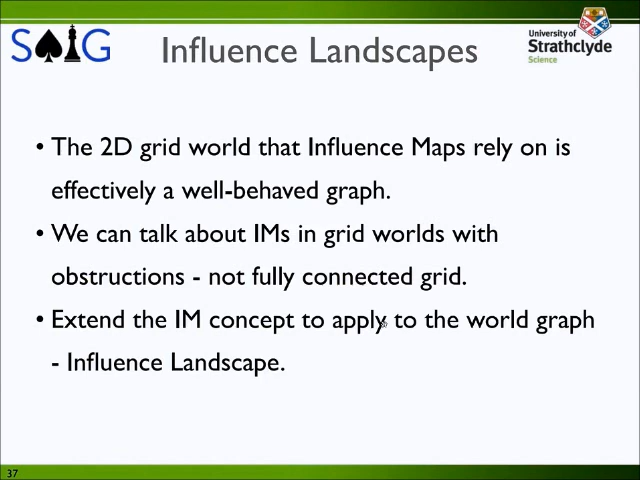 S IG
Influence Landscapes
University of
Strathclyde
Science
• The 2D grid world that Influence Maps rely on is
effectively a well-behaved graph.
• We can talk about IMs in grid worlds with
obstructions - not fully connected grid.
• Extend the IM concept to apply to the world graph
- Influence Landscape.
37